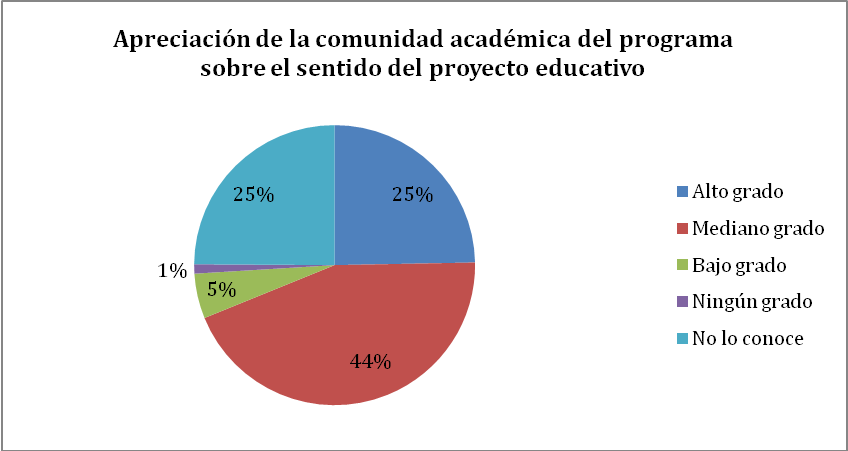 Apreciación de la comunidad académica del programa
sobre el sentido del proyecto educativo
25%
25%
1%
5%
44%
Alto grado
Mediano grado
Bajo grado
Ningún grado
No lo conoce